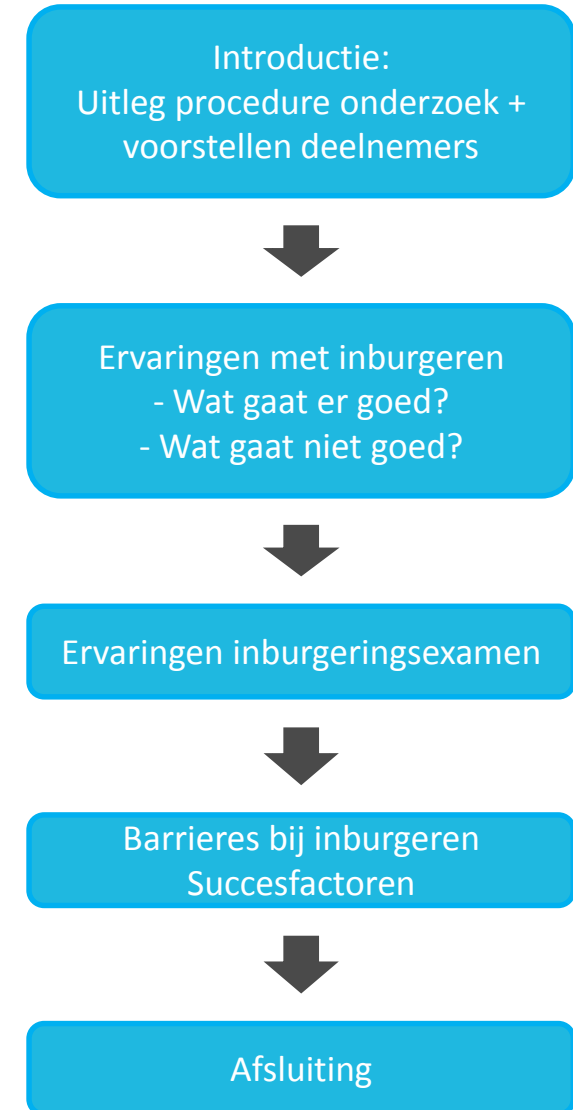 Introductie:
Uitleg procedure onderzoek +
voorstellen deelnemers
Ervaringen met inburgeren
- Wat gaat er goed?
- Wat gaat niet goed?
Ervaringen inburgeringsexamen
Barrieres bij inburgeren
Succesfactoren
Afsluiting